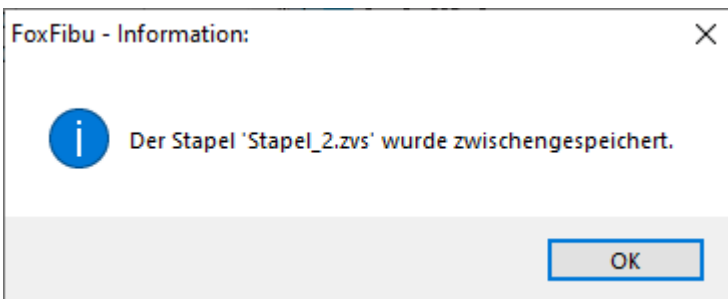 FoxFibu - Information:
Der Stapel 'Stapel_2.zvs' wurde zwischengespeichert.
OK